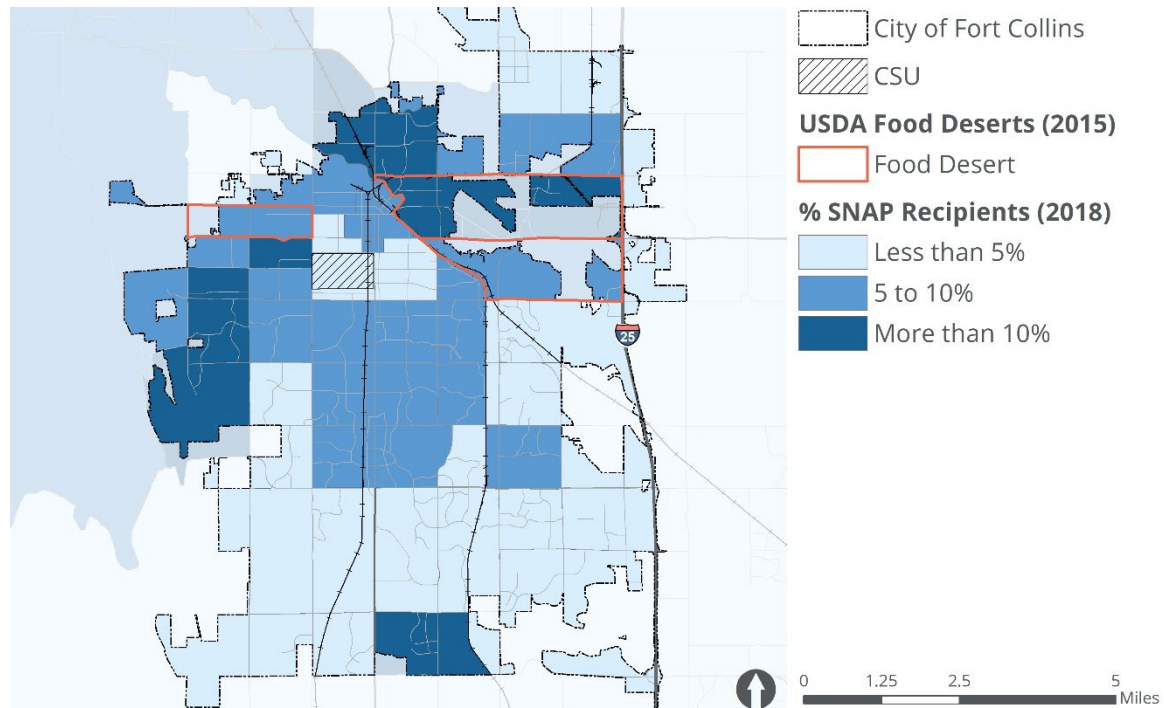 City of Fort Collins
CSU
USDA Food Deserts (2015)
Food Desert
% SNAP Recipients (2018)
Less than 5%
5 to 10%
More than 10%
25
0 1.25 2.5 5
Miles